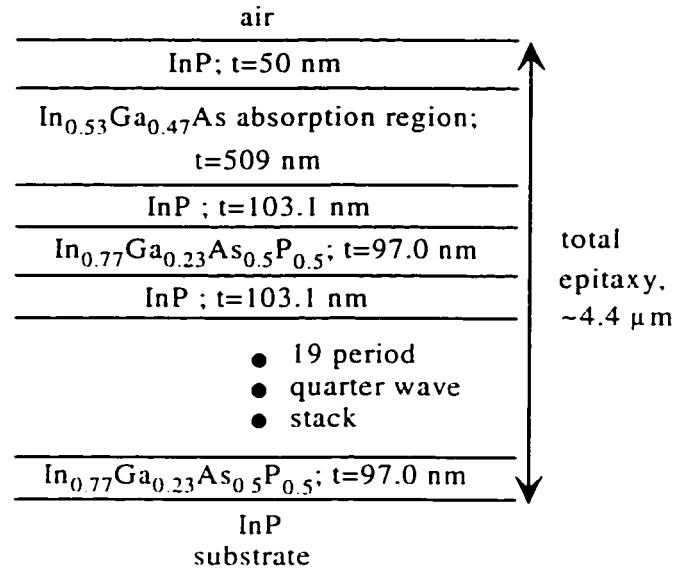 air
InP; t=50 nm
In₀.₅₃Ga₀.₄₇As absorption region;
t=509 nm
InP ; t=103.1 nm
In₀.₇₇Ga₀.₂₃As₀.₅P₀.₅; t=97.0 nm
InP ; t=103.1 nm
● 19 period
● quarter wave
● stack
In₀.₇₇Ga₀.₂₃As₀.₅P₀.₅; t=97.0 nm
InP
substrate
total
epitaxy,
~4.4 μm